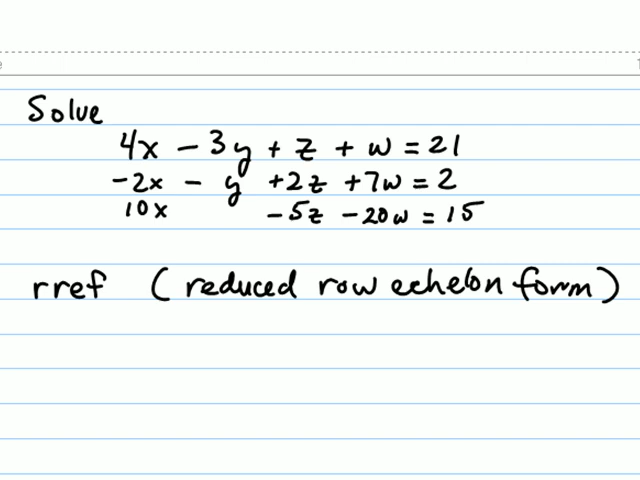 Solve
4x - 3y + z + w = 21
-2x - y + 2z + 7w = 2
10x - 5z - 20w = 15
rref (reduced row echelon form)